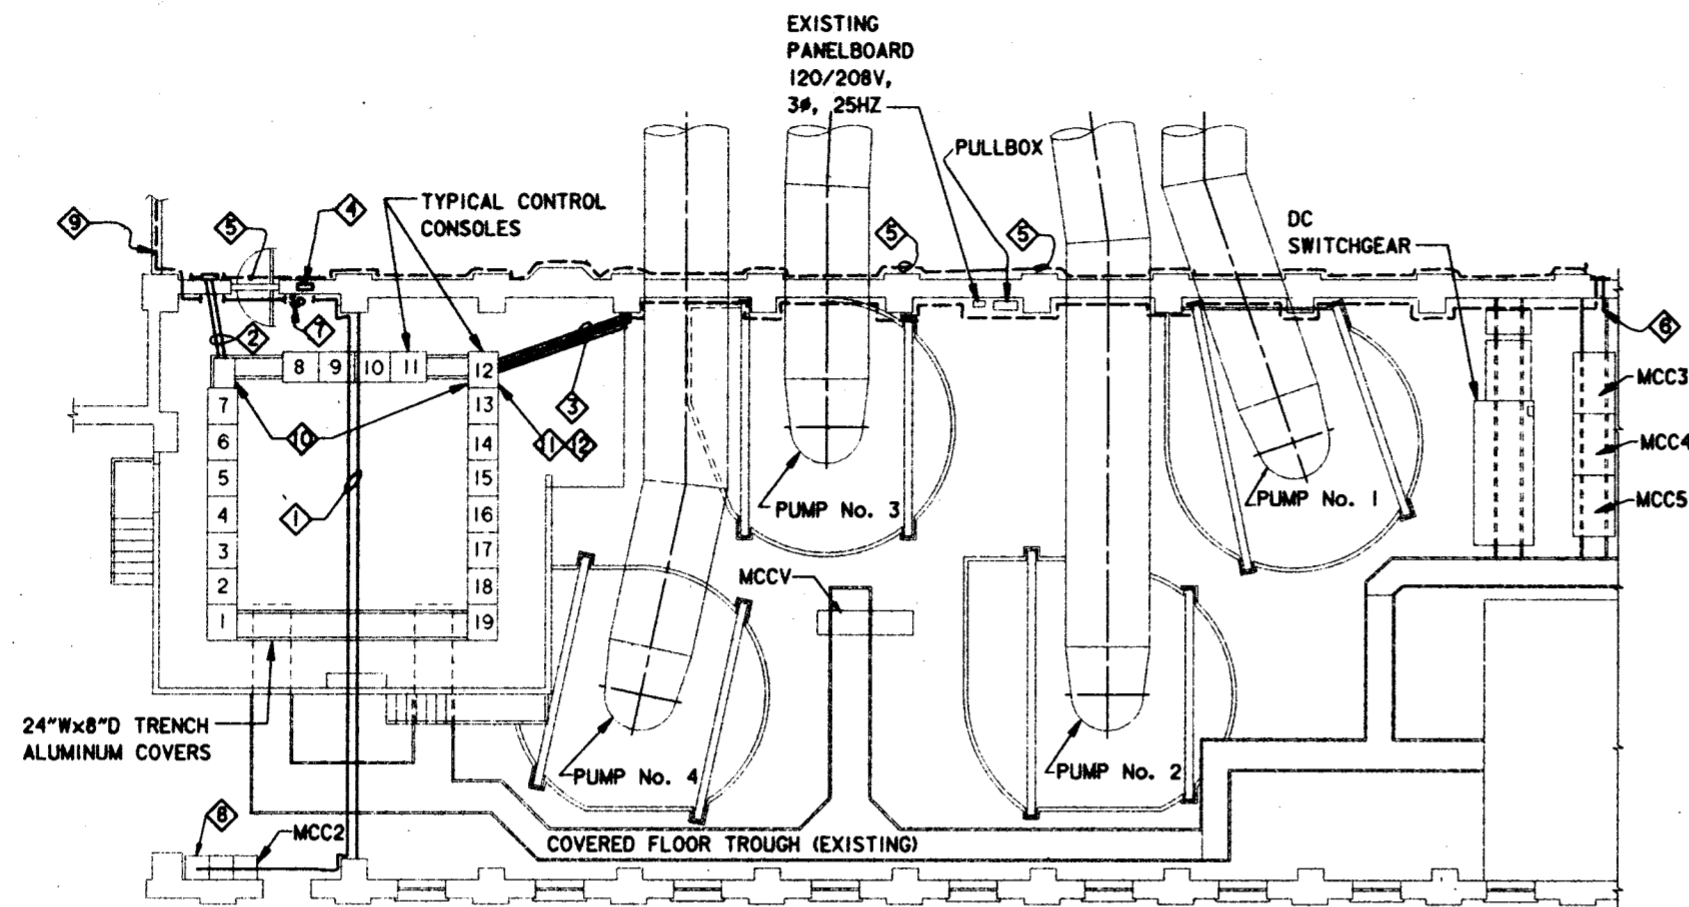 EXISTING
PANELBOARD
120/208V,
3ø, 25HZ
PULLBOX
TYPICAL CONTROL
CONSOLES
DC
SWITCHGEAR
9
5
4
5
5
7
6
2
8
9
10
11
12
3
MCC3
7
13
10
11
12
6
14
MCC4
5
15
1
PUMP No. 3
PUMP No. 1
MCC5
4
16
3
17
2
18
MCCV
1
19
24"Wx8"D TRENCH
ALUMINUM COVERS
PUMP No. 4
PUMP No. 2
8
MCC2
COVERED FLOOR TROUGH (EXISTING)